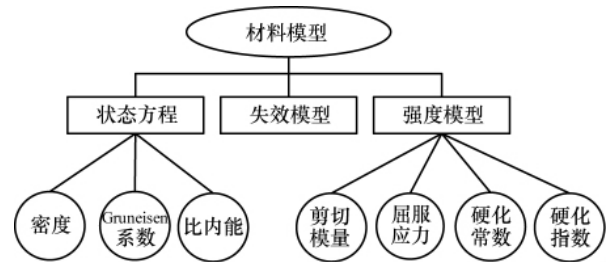 材料模型
状态方程
失效模型
强度模型
密度
Gruneisen
系数
比内能
剪切
模量
屈服
应力
硬化
常数
硬化
指数